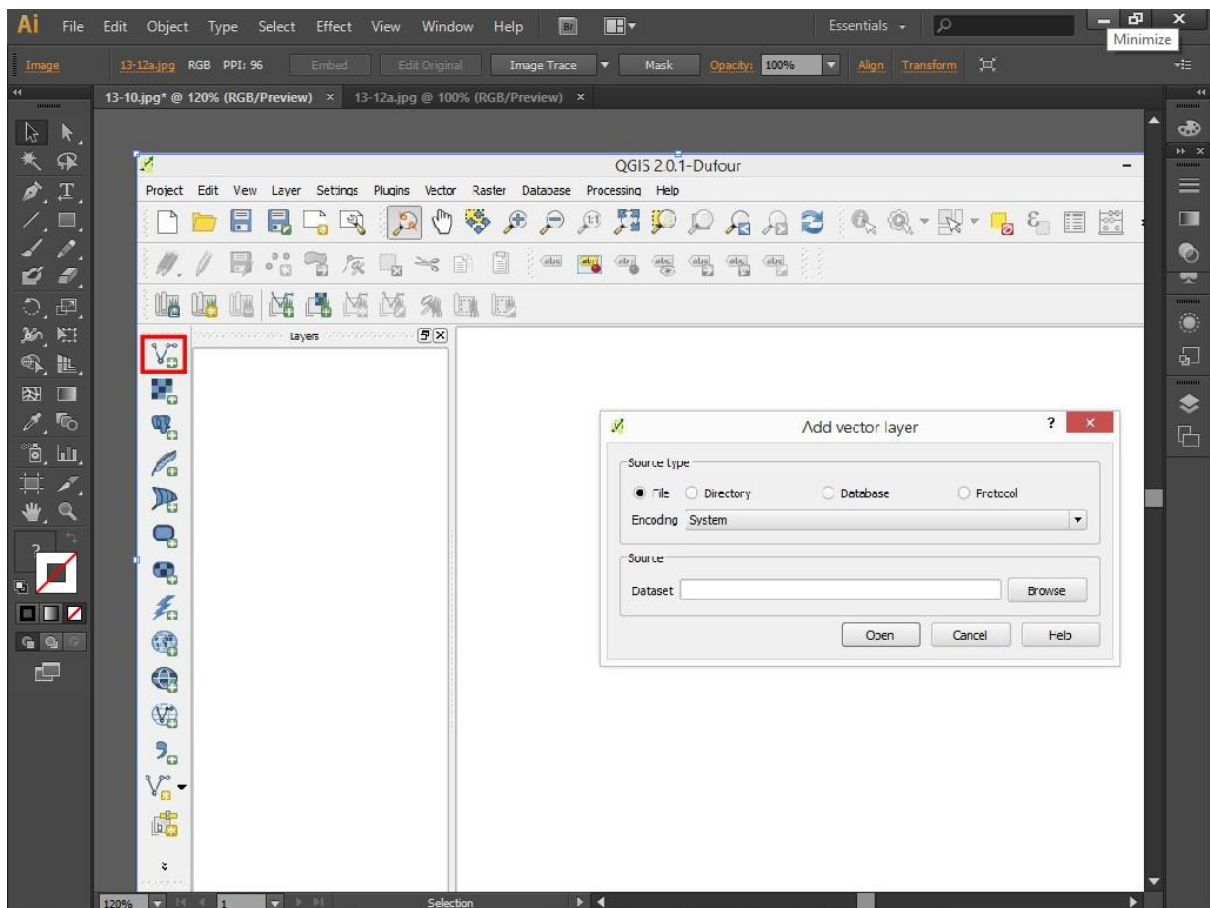 Ai File Edit Object Type Select Effect View Window Help Br Essentials
Minimize
Image 13-12a.jpg RGB PPI: 96 Embed Edit Original Image Trace Mask Opacity: 100% Align Transform
13-10.jpg* @ 120% (RGB/Preview) × 13-12a.jpg @ 100% (RGB/Preview) ×
QGIS 2.0.1-Dufour
Project Edit View Layer Settings Plugins Vector Raster Database Processing Help
Layers
Add vector layer ?
Source type
File Directory Database Protocol
Encoding System
Source
Dataset Browse
Open Cancel Help
?
120% 1 Selection